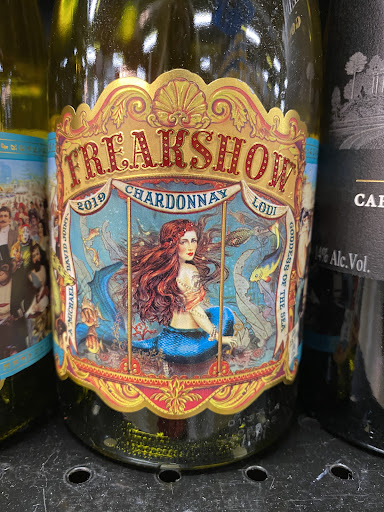 FREAKSHOW
2019 CHARDONNAY LODI
MICHAEL DAVID
GODDESS OF THE SEA
CA
% Alc.Vol.